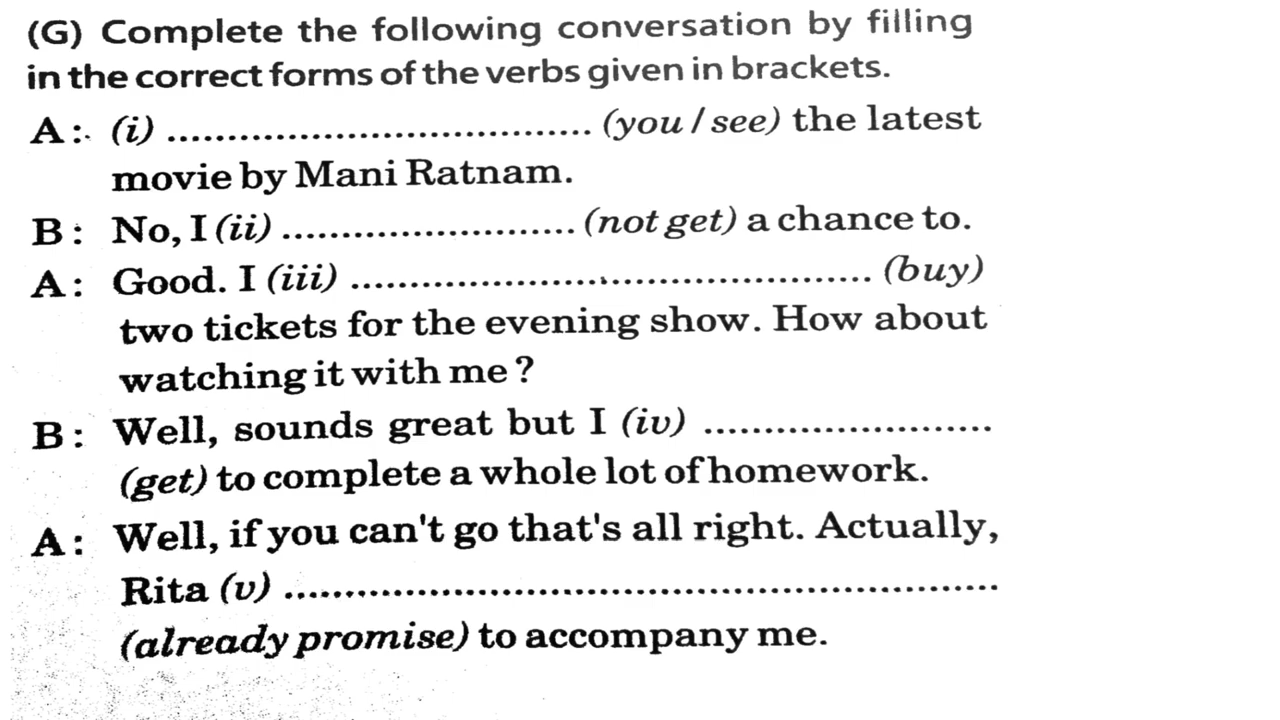 (G) Complete the following conversation by filling
in the correct forms of the verbs given in brackets.
A: (i) .................................... (you / see) the latest
movie by Mani Ratnam.
B: No, I (ii) ......................... (not get) a chance to.
A: Good. I (iii) ............................................ (buy)
two tickets for the evening show. How about
watching it with me ?
B: Well, sounds great but I (iv) ........................
(get) to complete a whole lot of homework.
A: Well, if you can't go that's all right. Actually,
Rita (v) ............................................................
(already promise) to accompany me.